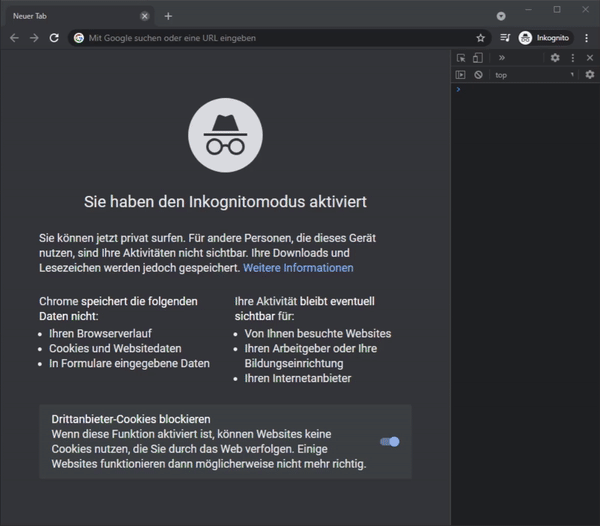 Neuer Tab
Mit Google suchen oder eine URL eingeben
Inkognito
top
Sie haben den Inkognitomodus aktiviert
Sie können jetzt privat surfen. Für andere Personen, die dieses Gerät
nutzen, sind Ihre Aktivitäten nicht sichtbar. Ihre Downloads und
Lesezeichen werden jedoch gespeichert. Weitere Informationen
Chrome speichert die folgenden
Daten nicht:
• Ihren Browserverlauf
• Cookies und Websitedaten
• In Formulare eingegebene Daten
Ihre Aktivität bleibt eventuell
sichtbar für:
• Von Ihnen besuchte Websites
• Ihren Arbeitgeber oder Ihre
Bildungseinrichtung
• Ihren Internetanbieter
Drittanbieter-Cookies blockieren
Wenn diese Funktion aktiviert ist, können Websites keine
Cookies nutzen, die Sie durch das Web verfolgen. Einige
Websites funktionieren dann möglicherweise nicht mehr richtig.